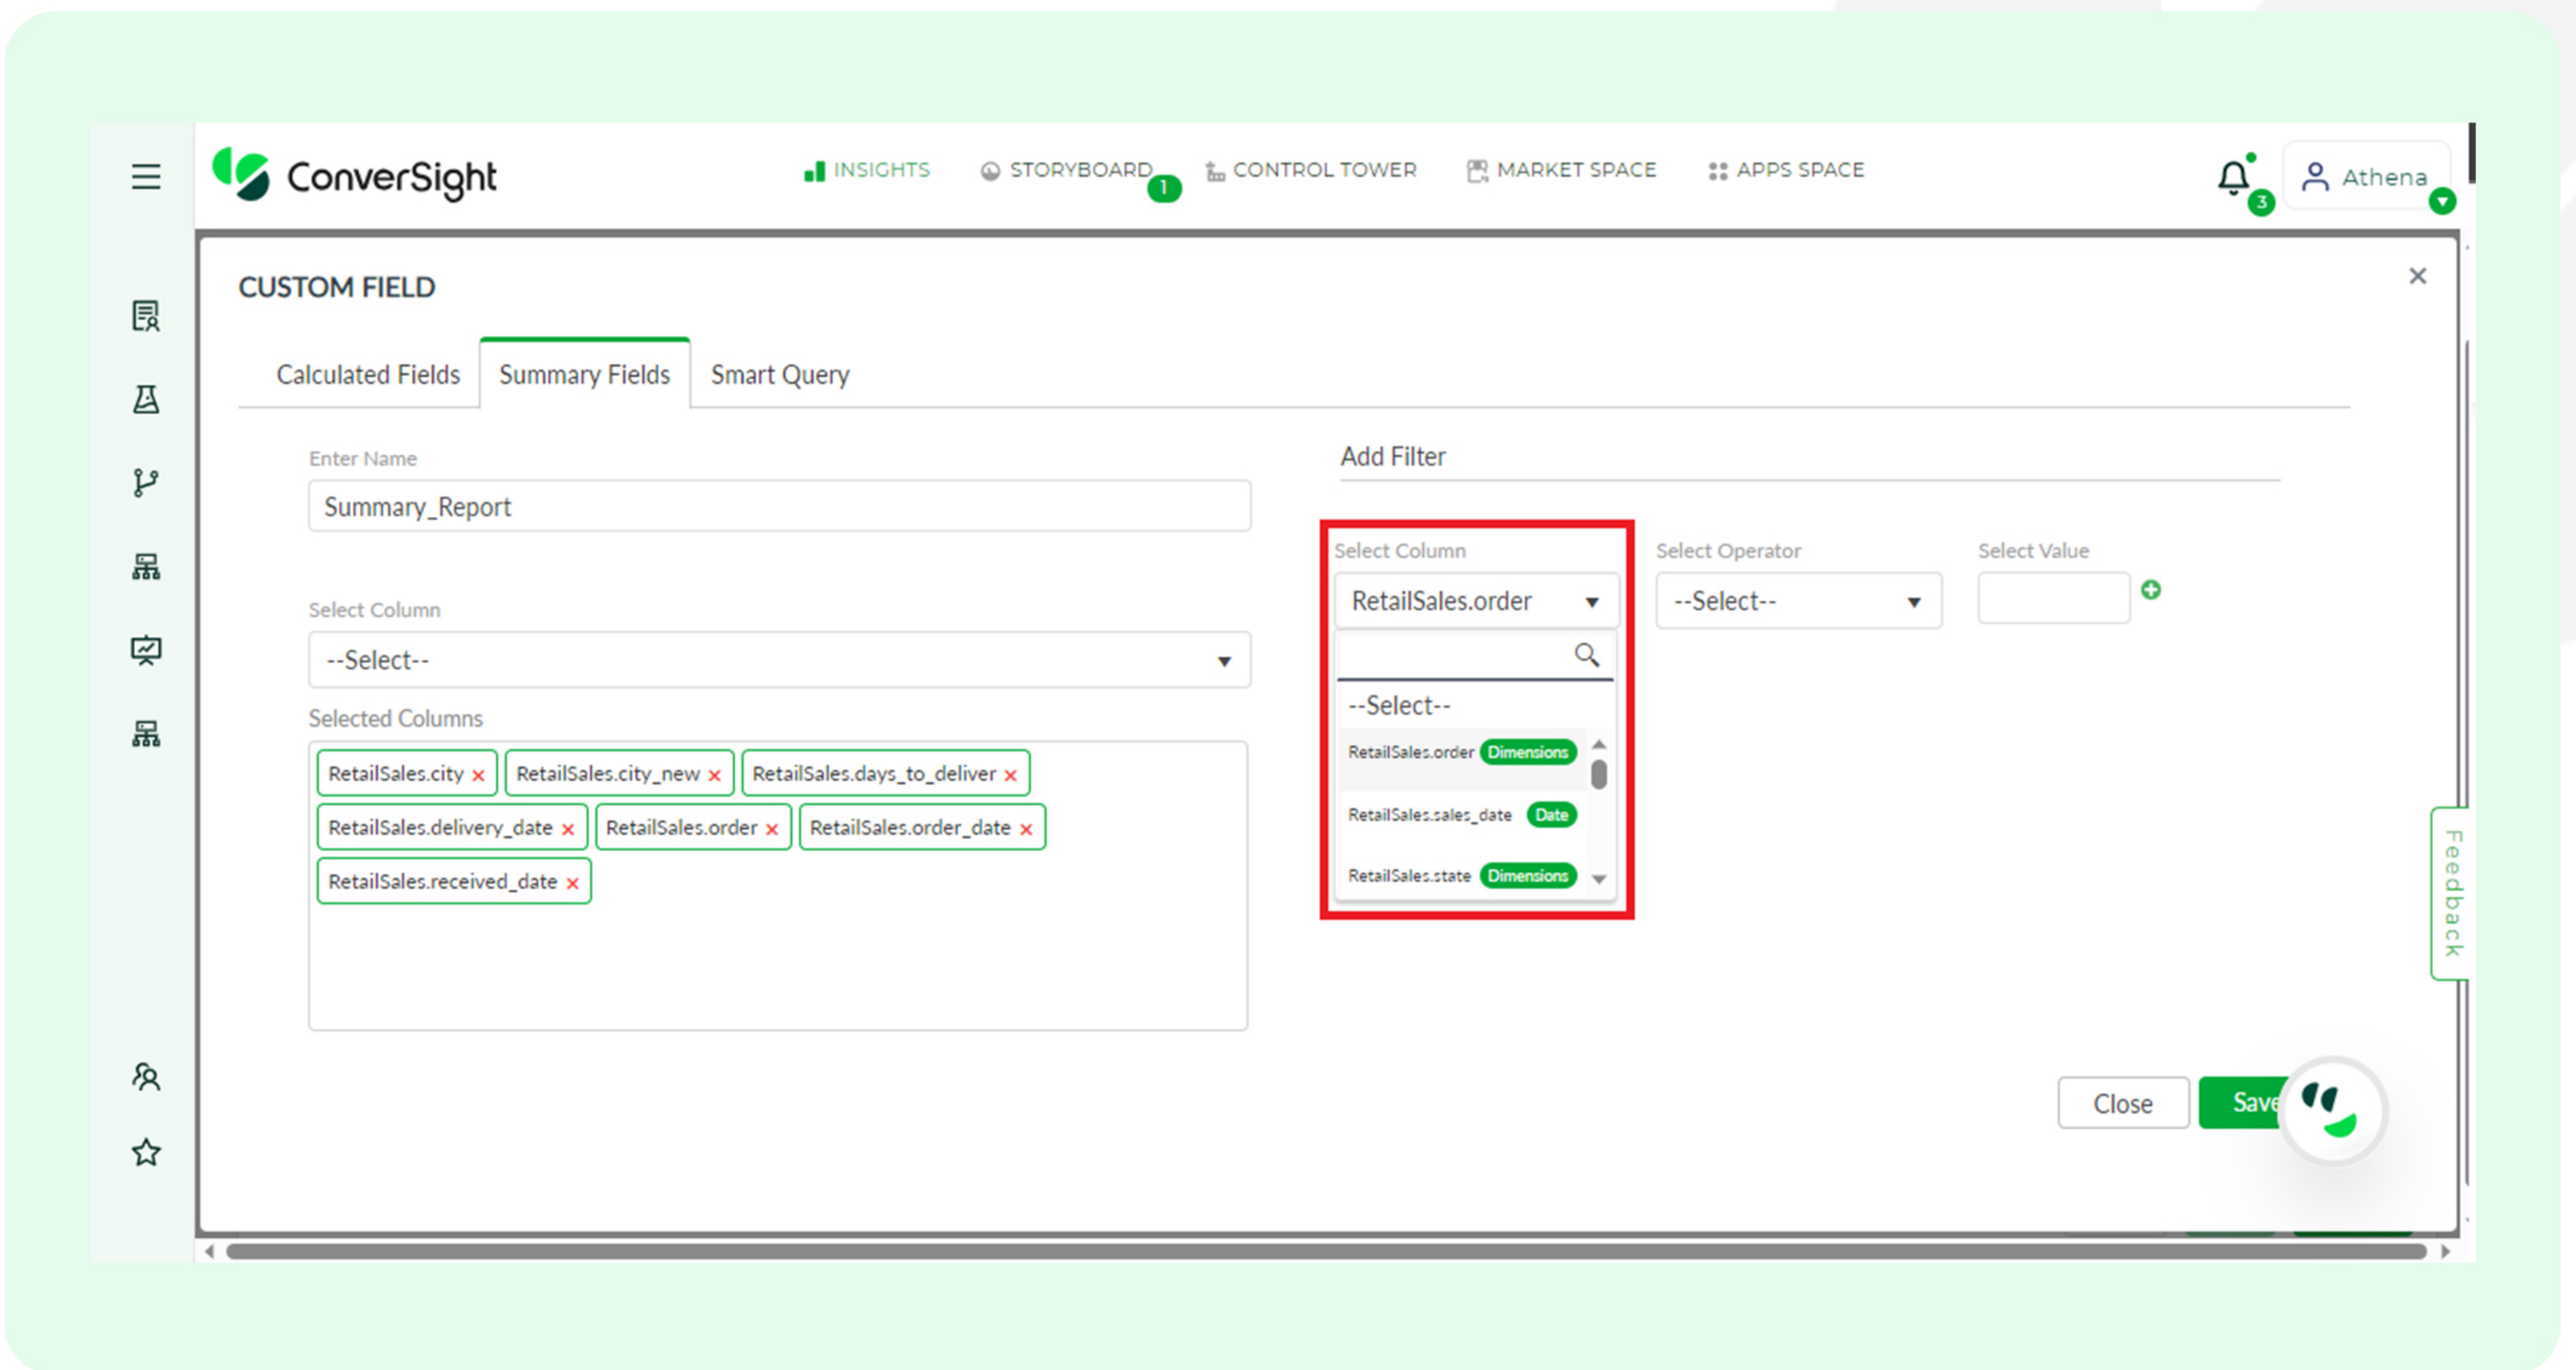 ConverSight
INSIGHTS STORYBOARD 1 CONTROL TOWER MARKET SPACE APPS SPACE
3 Athena
CUSTOM FIELD ×
Calculated Fields Summary Fields Smart Query
Enter Name
Summary_Report
Select Column
--Select--
Selected Columns
RetailSales.city × RetailSales.city_new × RetailSales.days_to_deliver ×
RetailSales.delivery_date × RetailSales.order × RetailSales.order_date ×
RetailSales.received_date ×
Add Filter
Select Column Select Operator Select Value
RetailSales.order --Select--
--Select--
RetailSales.order Dimensions
RetailSales.sales_date Date
RetailSales.state Dimensions
Feedback
Close Save